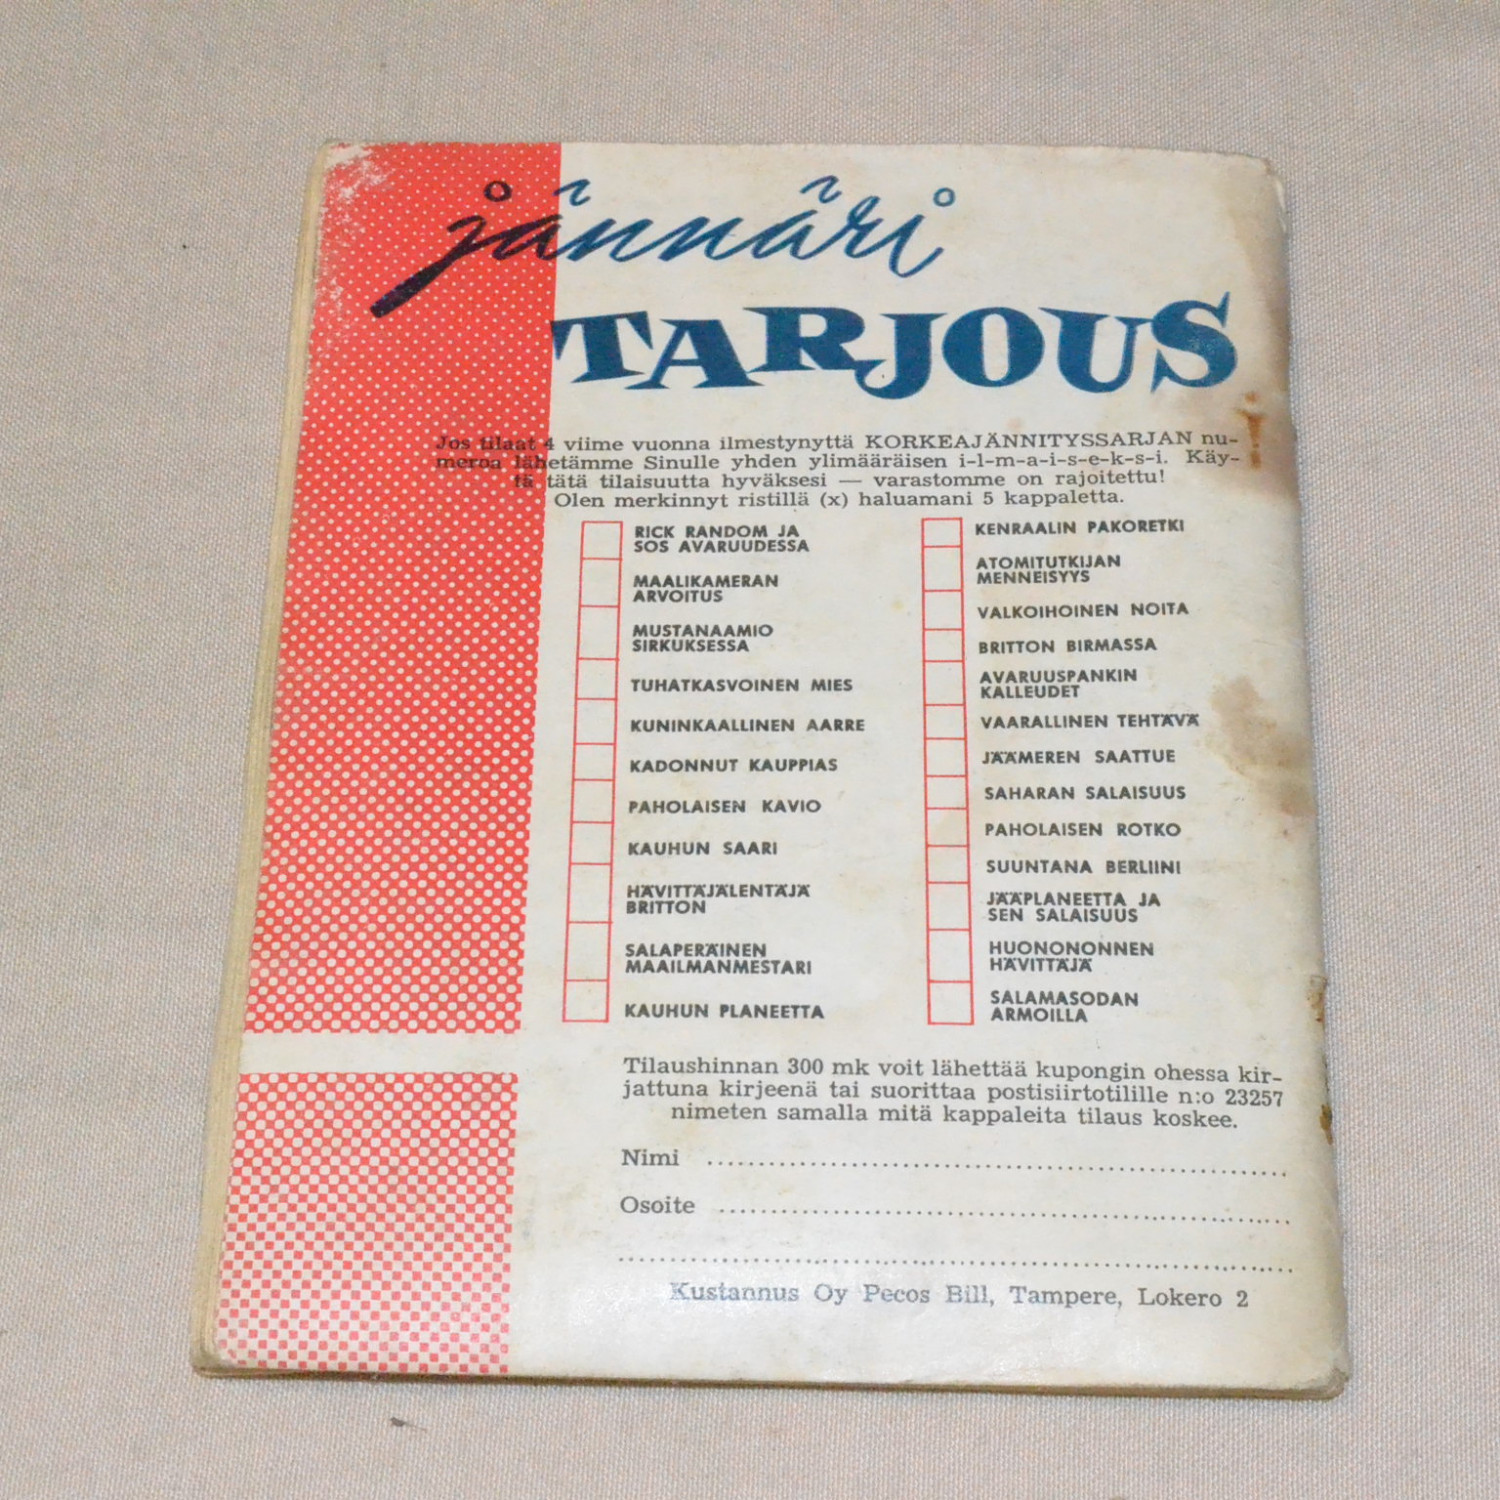 jännäri
TARJOUS
Jos tilaat 4 viime vuonna ilmestynyttä KORKEAJÄNNITYSSARJAN nu-
meroa lähetämme Sinulle yhden ylimääräisen i-l-m-a-i-s-e-k-s-i. Käy-
tä tätä tilaisuutta hyväksesi — varastomme on rajoitettu!
Olen merkinnyt ristillä (x) haluamani 5 kappaletta.
RICK RANDOM JA
SOS AVARUUDESSA
MAALIKAMERAN
ARVOITUS
MUSTANAAMIO
SIRKUKSESSA
TUHATKASVOINEN MIES
KUNINKAALLINEN AARRE
KADONNUT KAUPPIAS
PAHOLAISEN KAVIO
KAUHUN SAARI
HÄVITTÄJÄLENTÄJÄ
BRITTON
SALAPERÄINEN
MAAILMANMESTARI
KAUHUN PLANEETTA
KENRAALIN PAKORETKI
ATOMITUTKIJAN
MENNEISYYS
VALKOIHOINEN NOITA
BRITTON BIRMASSA
AVARUUSPANKIN
KALLEUDET
VAARALLINEN TEHTÄVÄ
JÄÄMEREN SAATTUE
SAHARAN SALAISUUS
PAHOLAISEN ROTKO
SUUNTANA BERLIINI
JÄÄPLANEETTA JA
SEN SALAISUUS
HUONONONNEN
HÄVITTÄJÄ
SALAMASODAN
ARMOILLA
Tilaushinnan 300 mk voit lähettää kupongin ohessa kir-
jattuna kirjeenä tai suorittaa postisiirtotilille n:o 23257
nimeten samalla mitä kappaleita tilaus koskee.
Nimi
Osoite
Kustannus Oy Pecos Bill, Tampere, Lokero 2